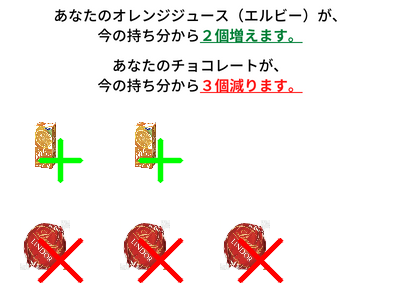 あなたのオレンジジュース（エルビー）が、
今の持ち分から２個増えます。
あなたのチョコレートが、
今の持ち分から３個減ります。
LINDOR
LINDOR
LINDOR